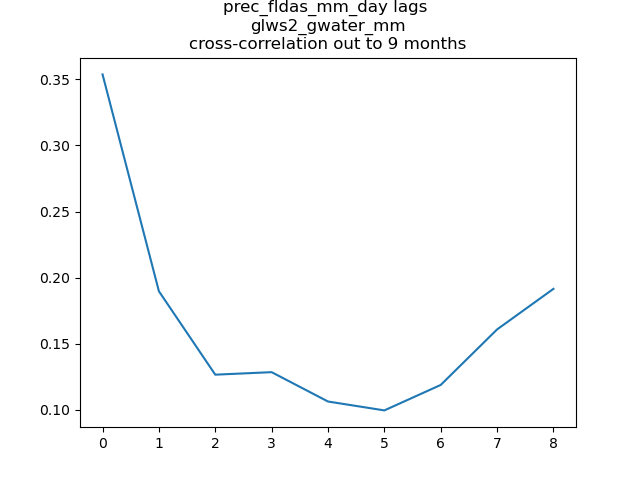 prec_fldas_mm_day lags
glws2_gwater_mm
cross-correlation out to 9 months
0.35
0.30
0.25
0.20
0.15
0.10
0 1 2 3 4 5 6 7 8